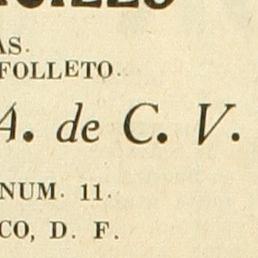 AS.
FOLLETO.
A. de C. V.
NUM. 11.
CO, D. F.